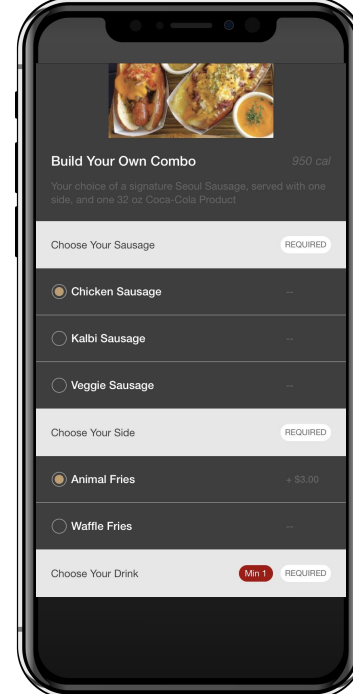 Build Your Own Combo 950 cal
Your choice of a signature Seoul Sausage, served with one
side, and one 32 oz Coca-Cola Product
Choose Your Sausage REQUIRED
Chicken Sausage --
Kalbi Sausage --
Veggie Sausage --
Choose Your Side REQUIRED
Animal Fries + $3.00
Waffle Fries --
Choose Your Drink Min 1 REQUIRED